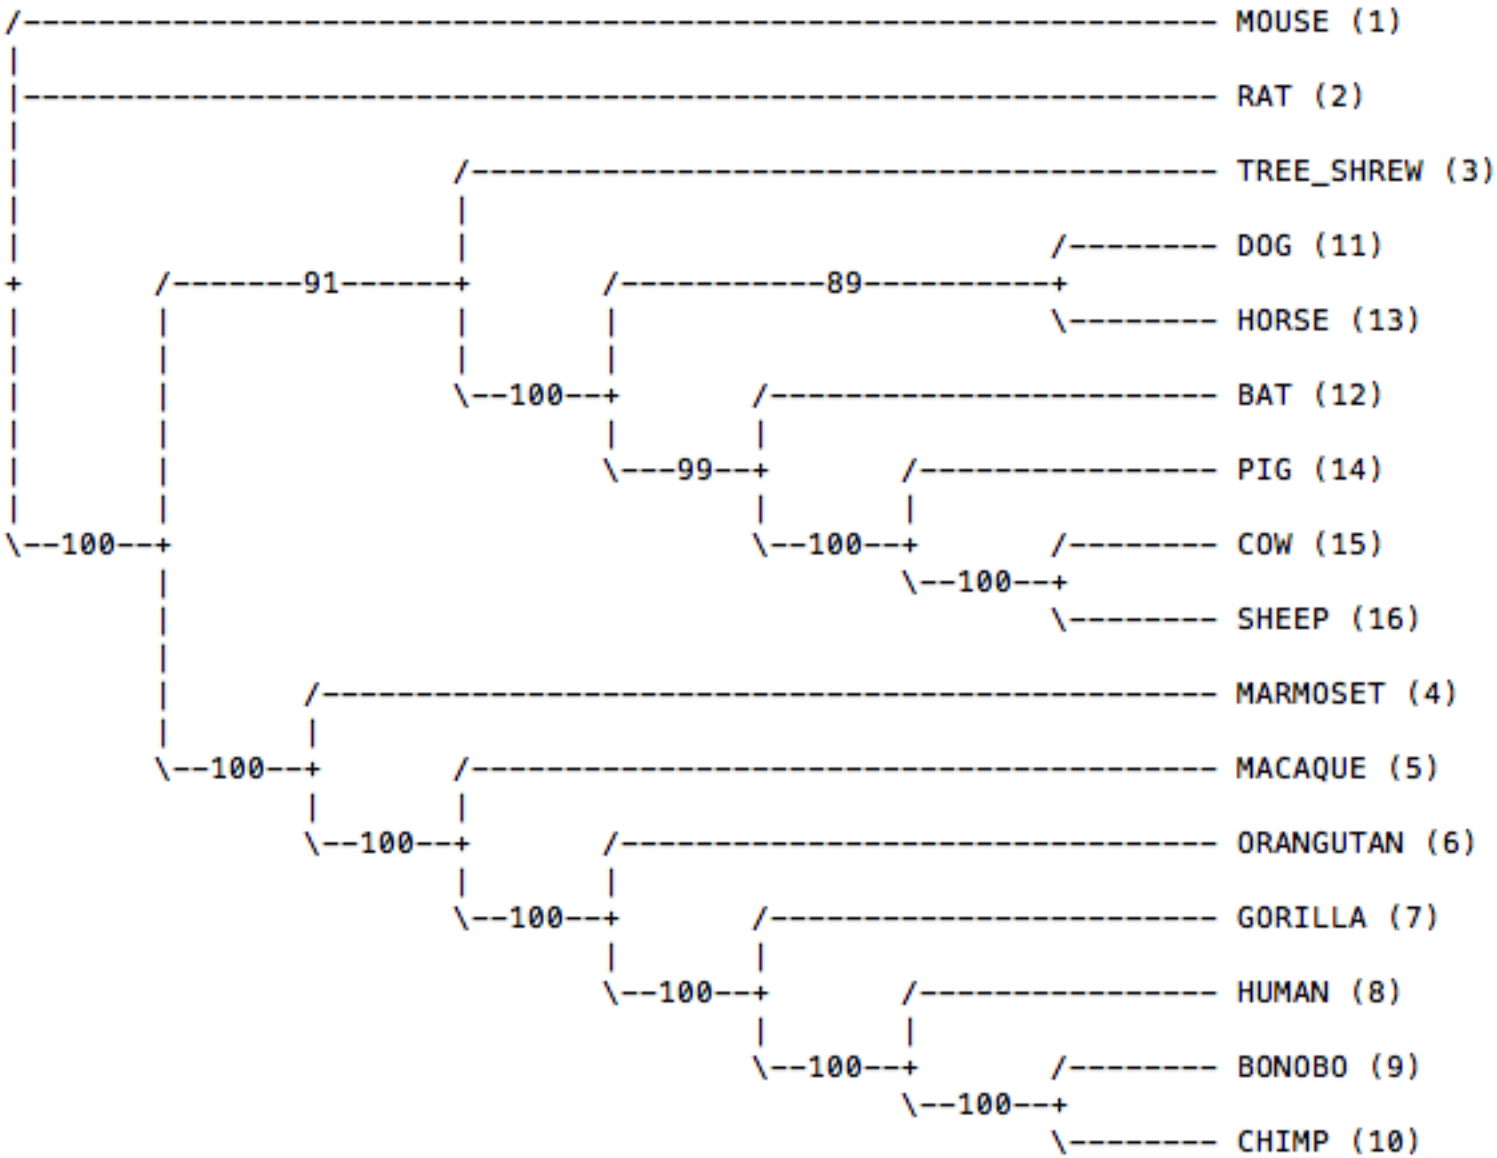 /---------------------------------------------------------------- MOUSE (1)
|
|---------------------------------------------------------------- RAT (2)
|
|                       /---------------------------------------- TREE_SHREW (3)
|                       |
|                       |                               /-------- DOG (11)
+       /-------91------+       /-----------89----------+
|       |               |       |                       \-------- HORSE (13)
|       |               |       |
|       |               \--100--+       /------------------------ BAT (12)
|       |                       |       |
|       |                       \---99--+       /---------------- PIG (14)
|       |                               |       |
\--100--+                               \--100--+       /-------- COW (15)
        |                                       \--100--+
        |                                               \-------- SHEEP (16)
        |
        |       /------------------------------------------------ MARMOSET (4)
        |       |
        \--100--+       /---------------------------------------- MACAQUE (5)
                |       |
                \--100--+       /-------------------------------- ORANGUTAN (6)
                        |       |
                        \--100--+       /------------------------ GORILLA (7)
                                |       |
                                \--100--+       /---------------- HUMAN (8)
                                        |       |
                                        \--100--+       /-------- BONOBO (9)
                                                \--100--+
                                                        \-------- CHIMP (10)